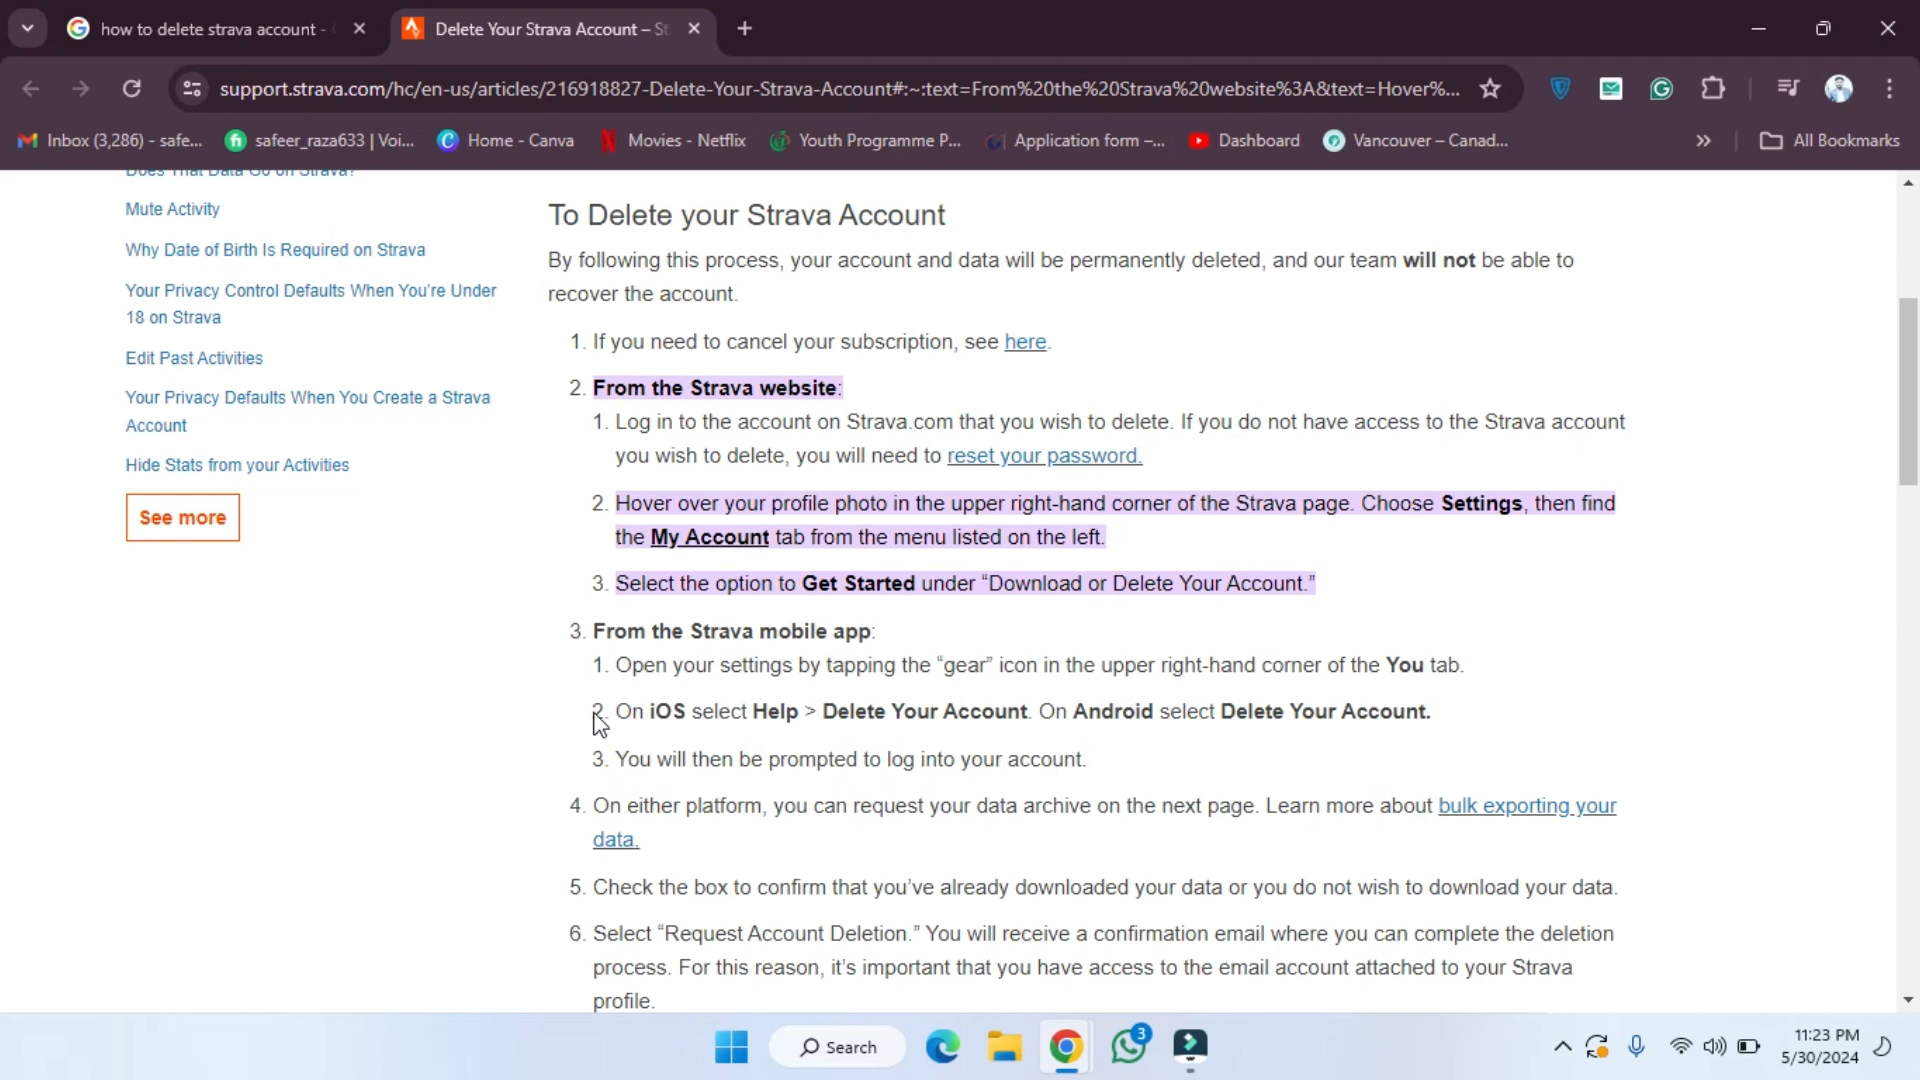 how to delete strava account -
Delete Your Strava Account – St
support.strava.com/hc/en-us/articles/216918827-Delete-Your-Strava-Account#:~:text=From%20the%20Strava%20website%3A&text=Hover%...
Inbox (3,286) - safe...
safeer_raza633 | Voi...
Home - Canva
Movies - Netflix
Youth Programme P...
Application form –...
Dashboard
Vancouver – Canad...
»
All Bookmarks
Does That Data Go on Strava?
Mute Activity
Why Date of Birth Is Required on Strava
Your Privacy Control Defaults When You're Under
18 on Strava
Edit Past Activities
Your Privacy Defaults When You Create a Strava
Account
Hide Stats from your Activities
See more
To Delete your Strava Account
By following this process, your account and data will be permanently deleted, and our team will not be able to
recover the account.
1. If you need to cancel your subscription, see here.
2. From the Strava website:
1. Log in to the account on Strava.com that you wish to delete. If you do not have access to the Strava account
you wish to delete, you will need to reset your password.
2. Hover over your profile photo in the upper right-hand corner of the Strava page. Choose Settings, then find
the My Account tab from the menu listed on the left.
3. Select the option to Get Started under “Download or Delete Your Account.”
3. From the Strava mobile app:
1. Open your settings by tapping the “gear” icon in the upper right-hand corner of the You tab.
2. On iOS select Help > Delete Your Account. On Android select Delete Your Account.
3. You will then be prompted to log into your account.
4. On either platform, you can request your data archive on the next page. Learn more about bulk exporting your
data.
5. Check the box to confirm that you’ve already downloaded your data or you do not wish to download your data.
6. Select “Request Account Deletion.” You will receive a confirmation email where you can complete the deletion
process. For this reason, it’s important that you have access to the email account attached to your Strava
profile.
Search
3
11:23 PM
5/30/2024